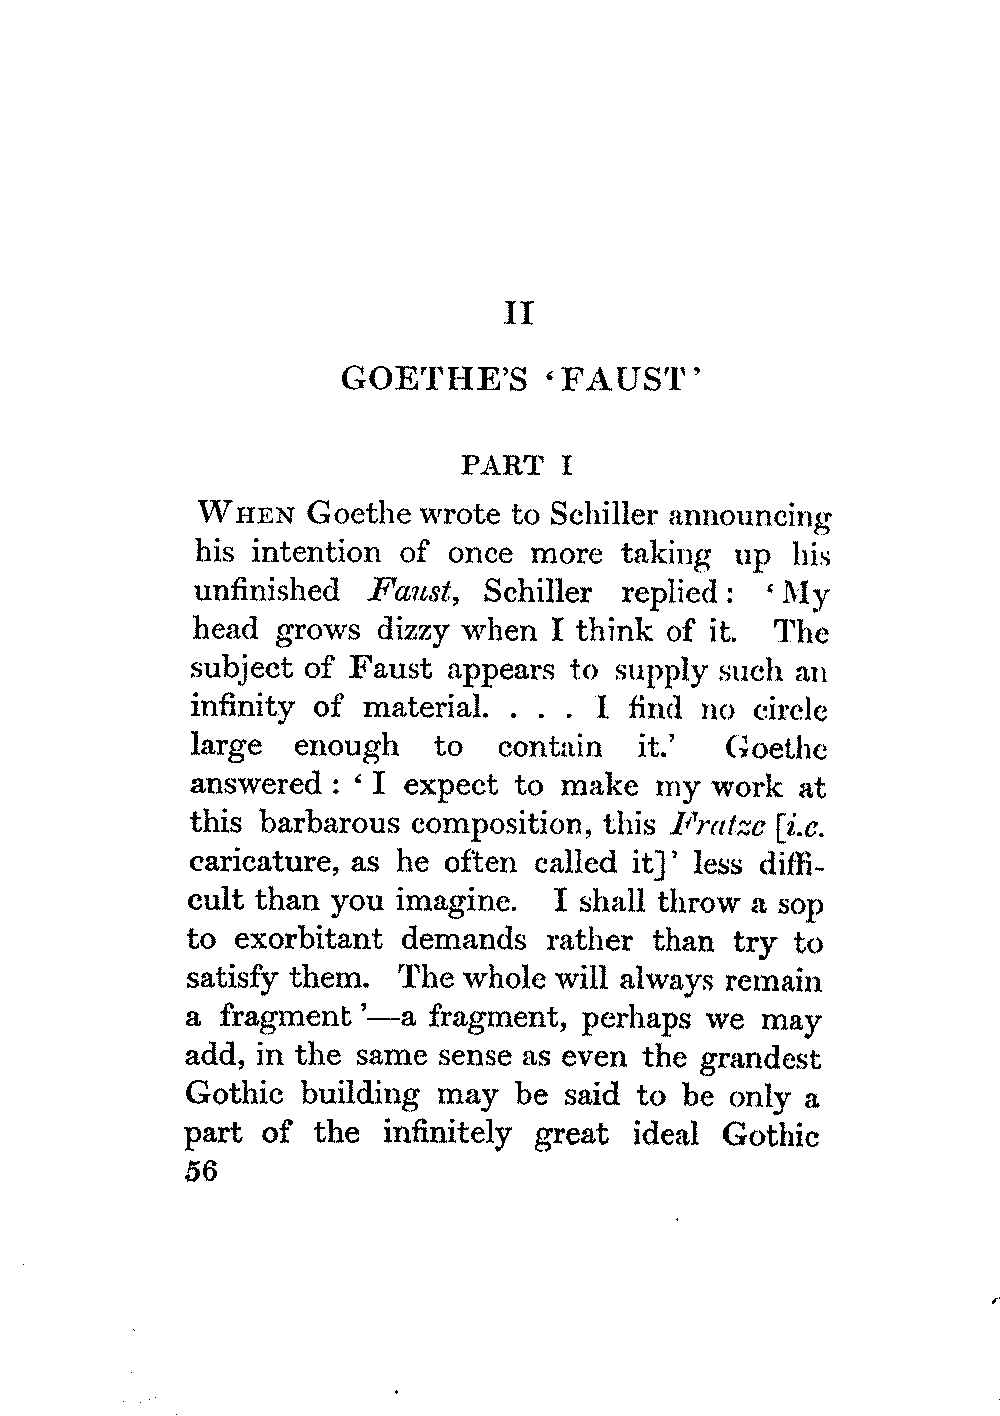 II
GOETHE'S ‘FAUST’
PART I
WHEN Goethe wrote to Schiller announcing
his intention of once more taking up his
unfinished Faust, Schiller replied : ‘My
head grows dizzy when I think of it. The
subject of Faust appears to supply such an
infinity of material. . . . I find no circle
large enough to contain it.’ Goethe
answered : ‘I expect to make my work at
this barbarous composition, this Fratze [i.e.
caricature, as he often called it]’ less diffi-
cult than you imagine. I shall throw a sop
to exorbitant demands rather than try to
satisfy them. The whole will always remain
a fragment’—a fragment, perhaps we may
add, in the same sense as even the grandest
Gothic building may be said to be only a
part of the infinitely great ideal Gothic
56